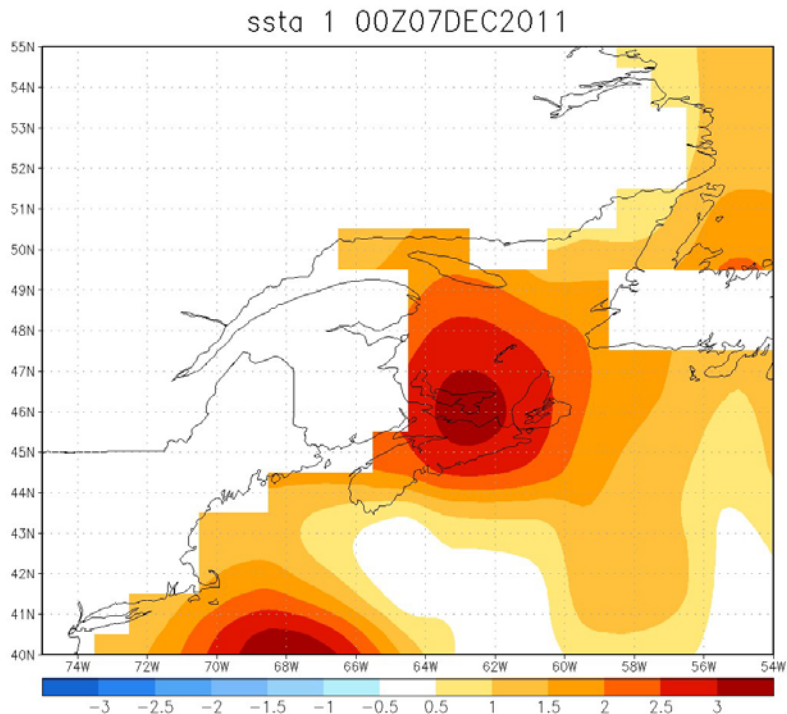 ssta 1 00Z07DEC2011
55N
54N
53N
52N
51N
50N
49N
48N
47N
46N
45N
44N
43N
42N
41N
40N
74W 72W 70W 68W 66W 64W 62W 60W 58W 56W 54W
-3 -2.5 -2 -1.5 -1 -0.5 0.5 1 1.5 2 2.5 3